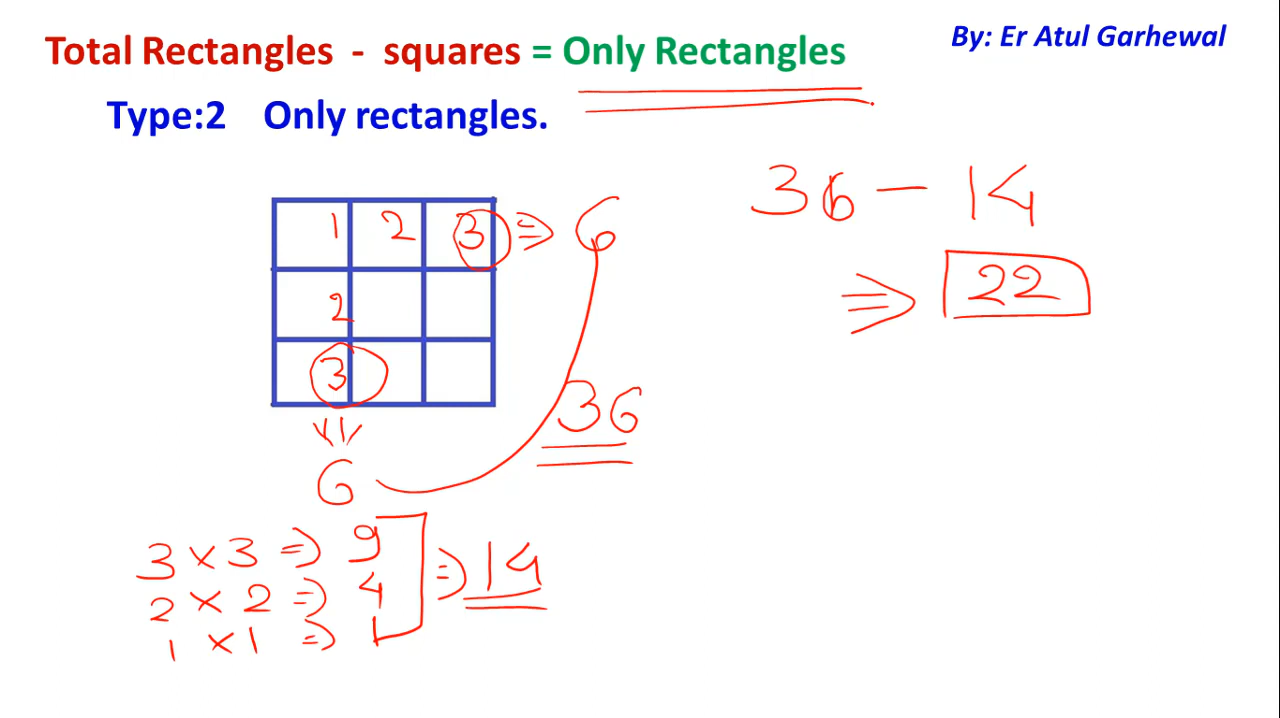 Total Rectangles - squares = Only Rectangles
By: Er Atul Garhewal
Type:2 Only rectangles.
36 - 14
1 2 3 ⇒ 6
⇒ 22
2
3
36
6
3 × 3 ⇒ 9
2 × 2 ⇒ 4
⇒ 14
1 × 1 ⇒ 1